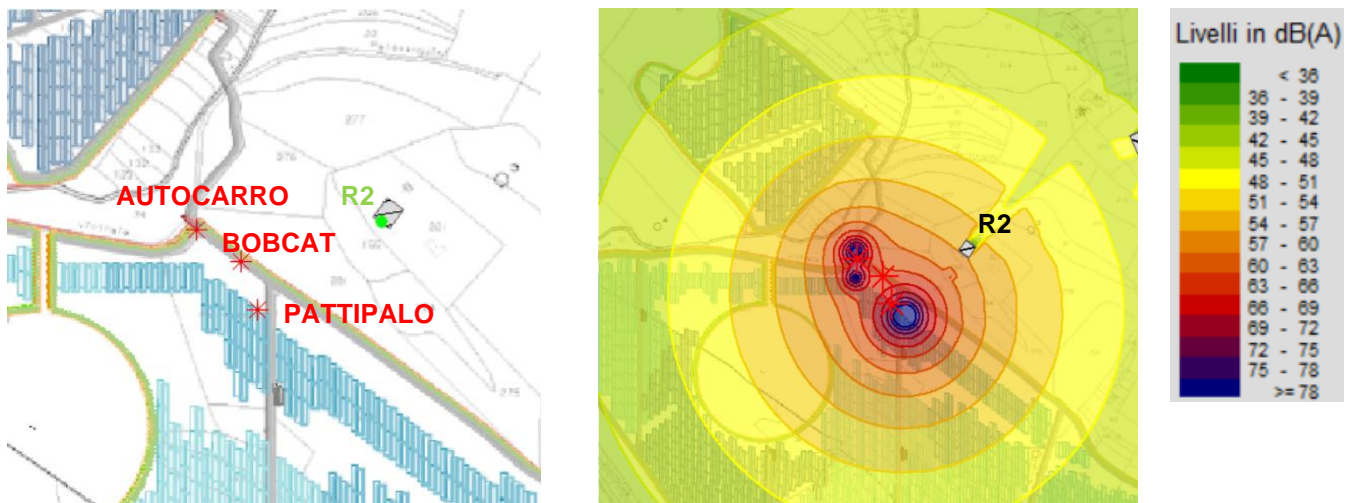 AUTOCARRO
R2
BOBCAT
PATTIPALO
277
276
R2
Livelli in dB(A)
< 36
36 - 39
39 - 42
42 - 45
45 - 48
48 - 51
51 - 54
54 - 57
57 - 60
60 - 63
63 - 66
66 - 69
69 - 72
72 - 75
75 - 78
>= 78